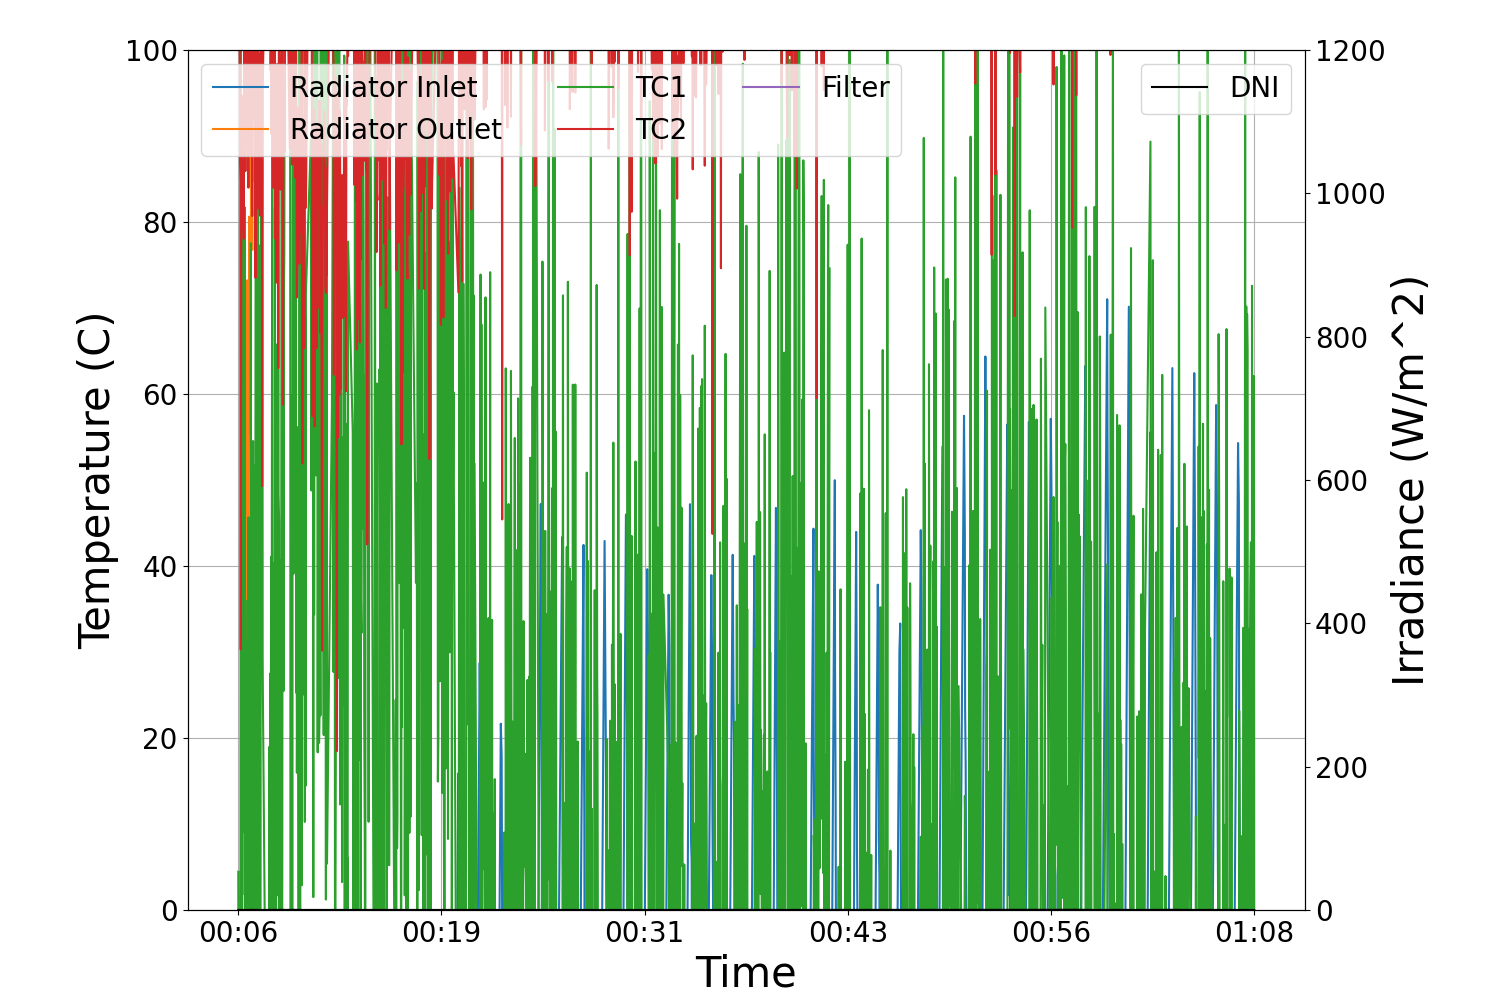 100
80
60
40
20
0
Temperature (C)
1200
1000
800
600
400
200
0
Irradiance (W/m^2)
Radiator Inlet
Radiator Outlet
TC1
TC2
Filter
DNI
00:06 00:19 00:31 00:43 00:56 01:08
Time